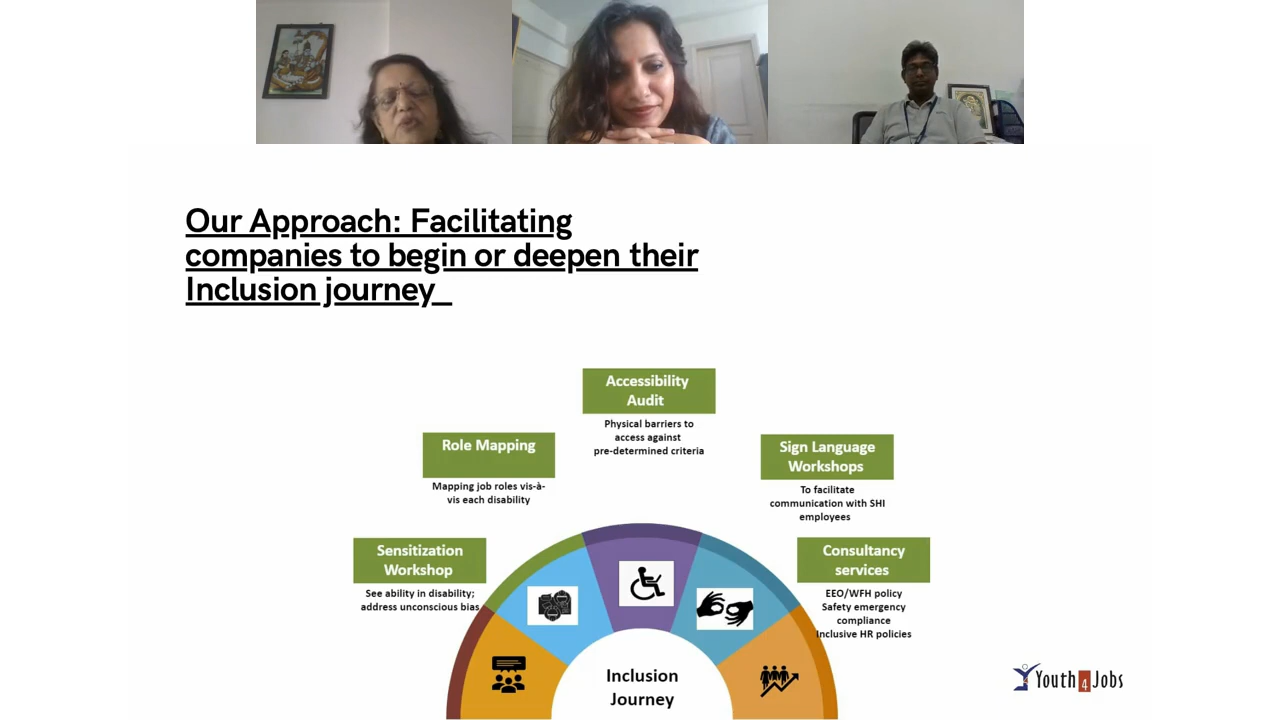 Our Approach: Facilitating
companies to begin or deepen their
Inclusion journey_
Accessibility
Audit
Physical barriers to
access against
pre-determined criteria
Role Mapping
Mapping job roles vis-à-
vis each disability
Sign Language
Workshops
To facilitate
communication with SHI
employees
Sensitization
Workshop
See ability in disability;
address unconscious bias
Consultancy
services
EEO/WFH policy
Safety emergency
compliance
Inclusive HR policies
Inclusion
Journey
Youth 4 Jobs